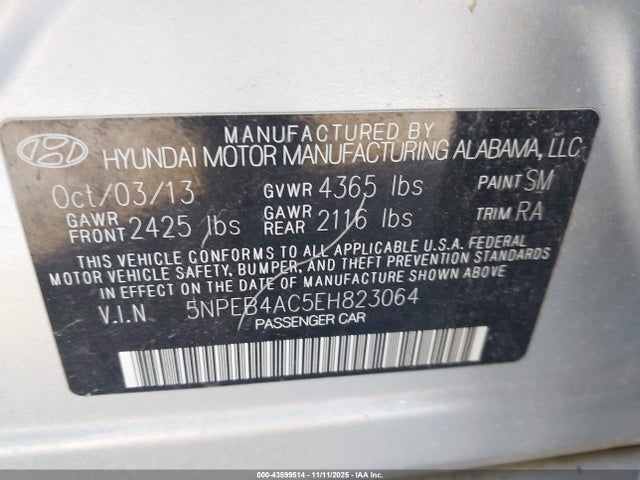 MANUFACTURED BY
HYUNDAI MOTOR MANUFACTURING ALABAMA, LLC
Oct/03/13 GVWR 4365 lbs PAINT SM
GAWR FRONT 2425 lbs GAWR REAR 2116 lbs TRIM RA
THIS VEHICLE CONFORMS TO ALL APPLICABLE U.S.A. FEDERAL
MOTOR VEHICLE SAFETY, BUMPER, AND THEFT PREVENTION STANDARDS
IN EFFECT ON THE DATE OF MANUFACTURE SHOWN ABOVE.
V.I.N 5NPEB4AC5EH823064
PASSENGER CAR
000-43599514 - 11/11/2025 - IAA Inc.